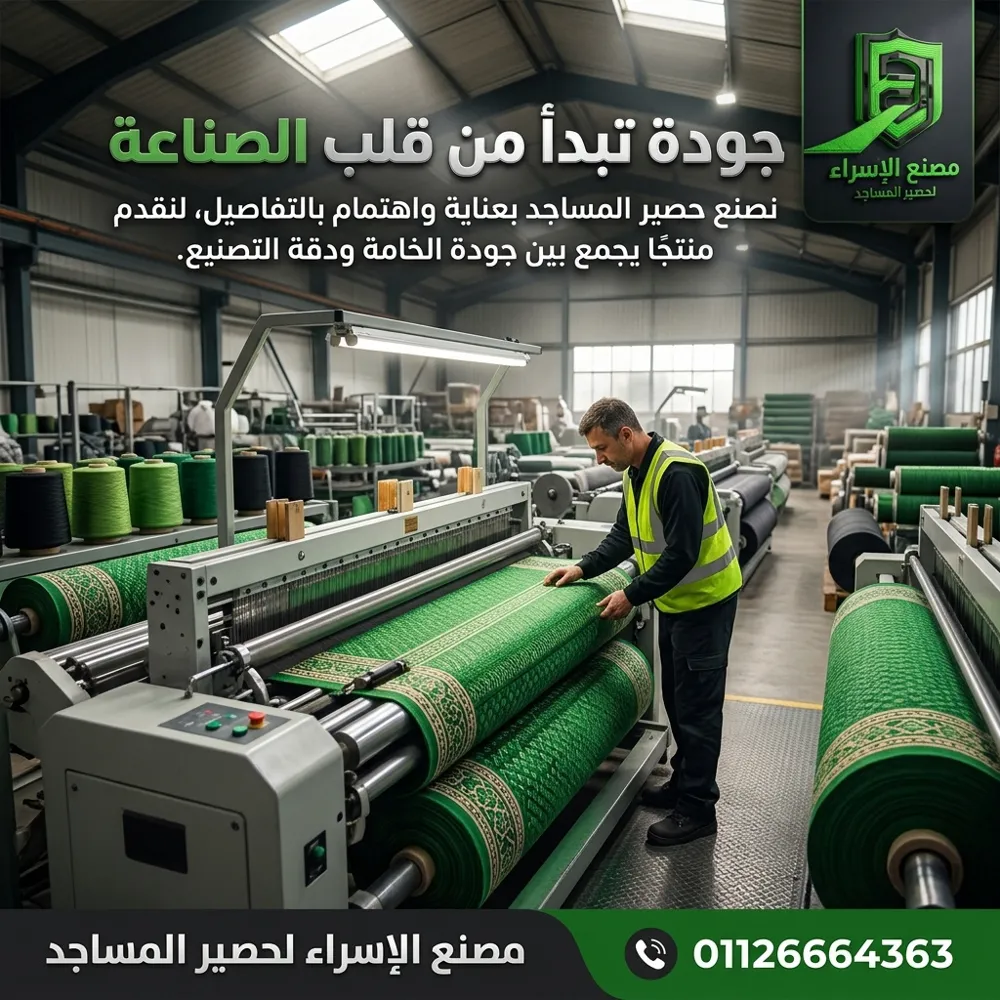 مصنع الإسراء
لحصير المساجد
جودة تبدأ من قلب الصناعة
نصنع حصير المساجد بعناية واهتمام بالتفاصيل، لنقدم
منتجًا يجمع بين جودة الخامة ودقة التصنيع.
مصنع الإسراء لحصير المساجد
01126664363